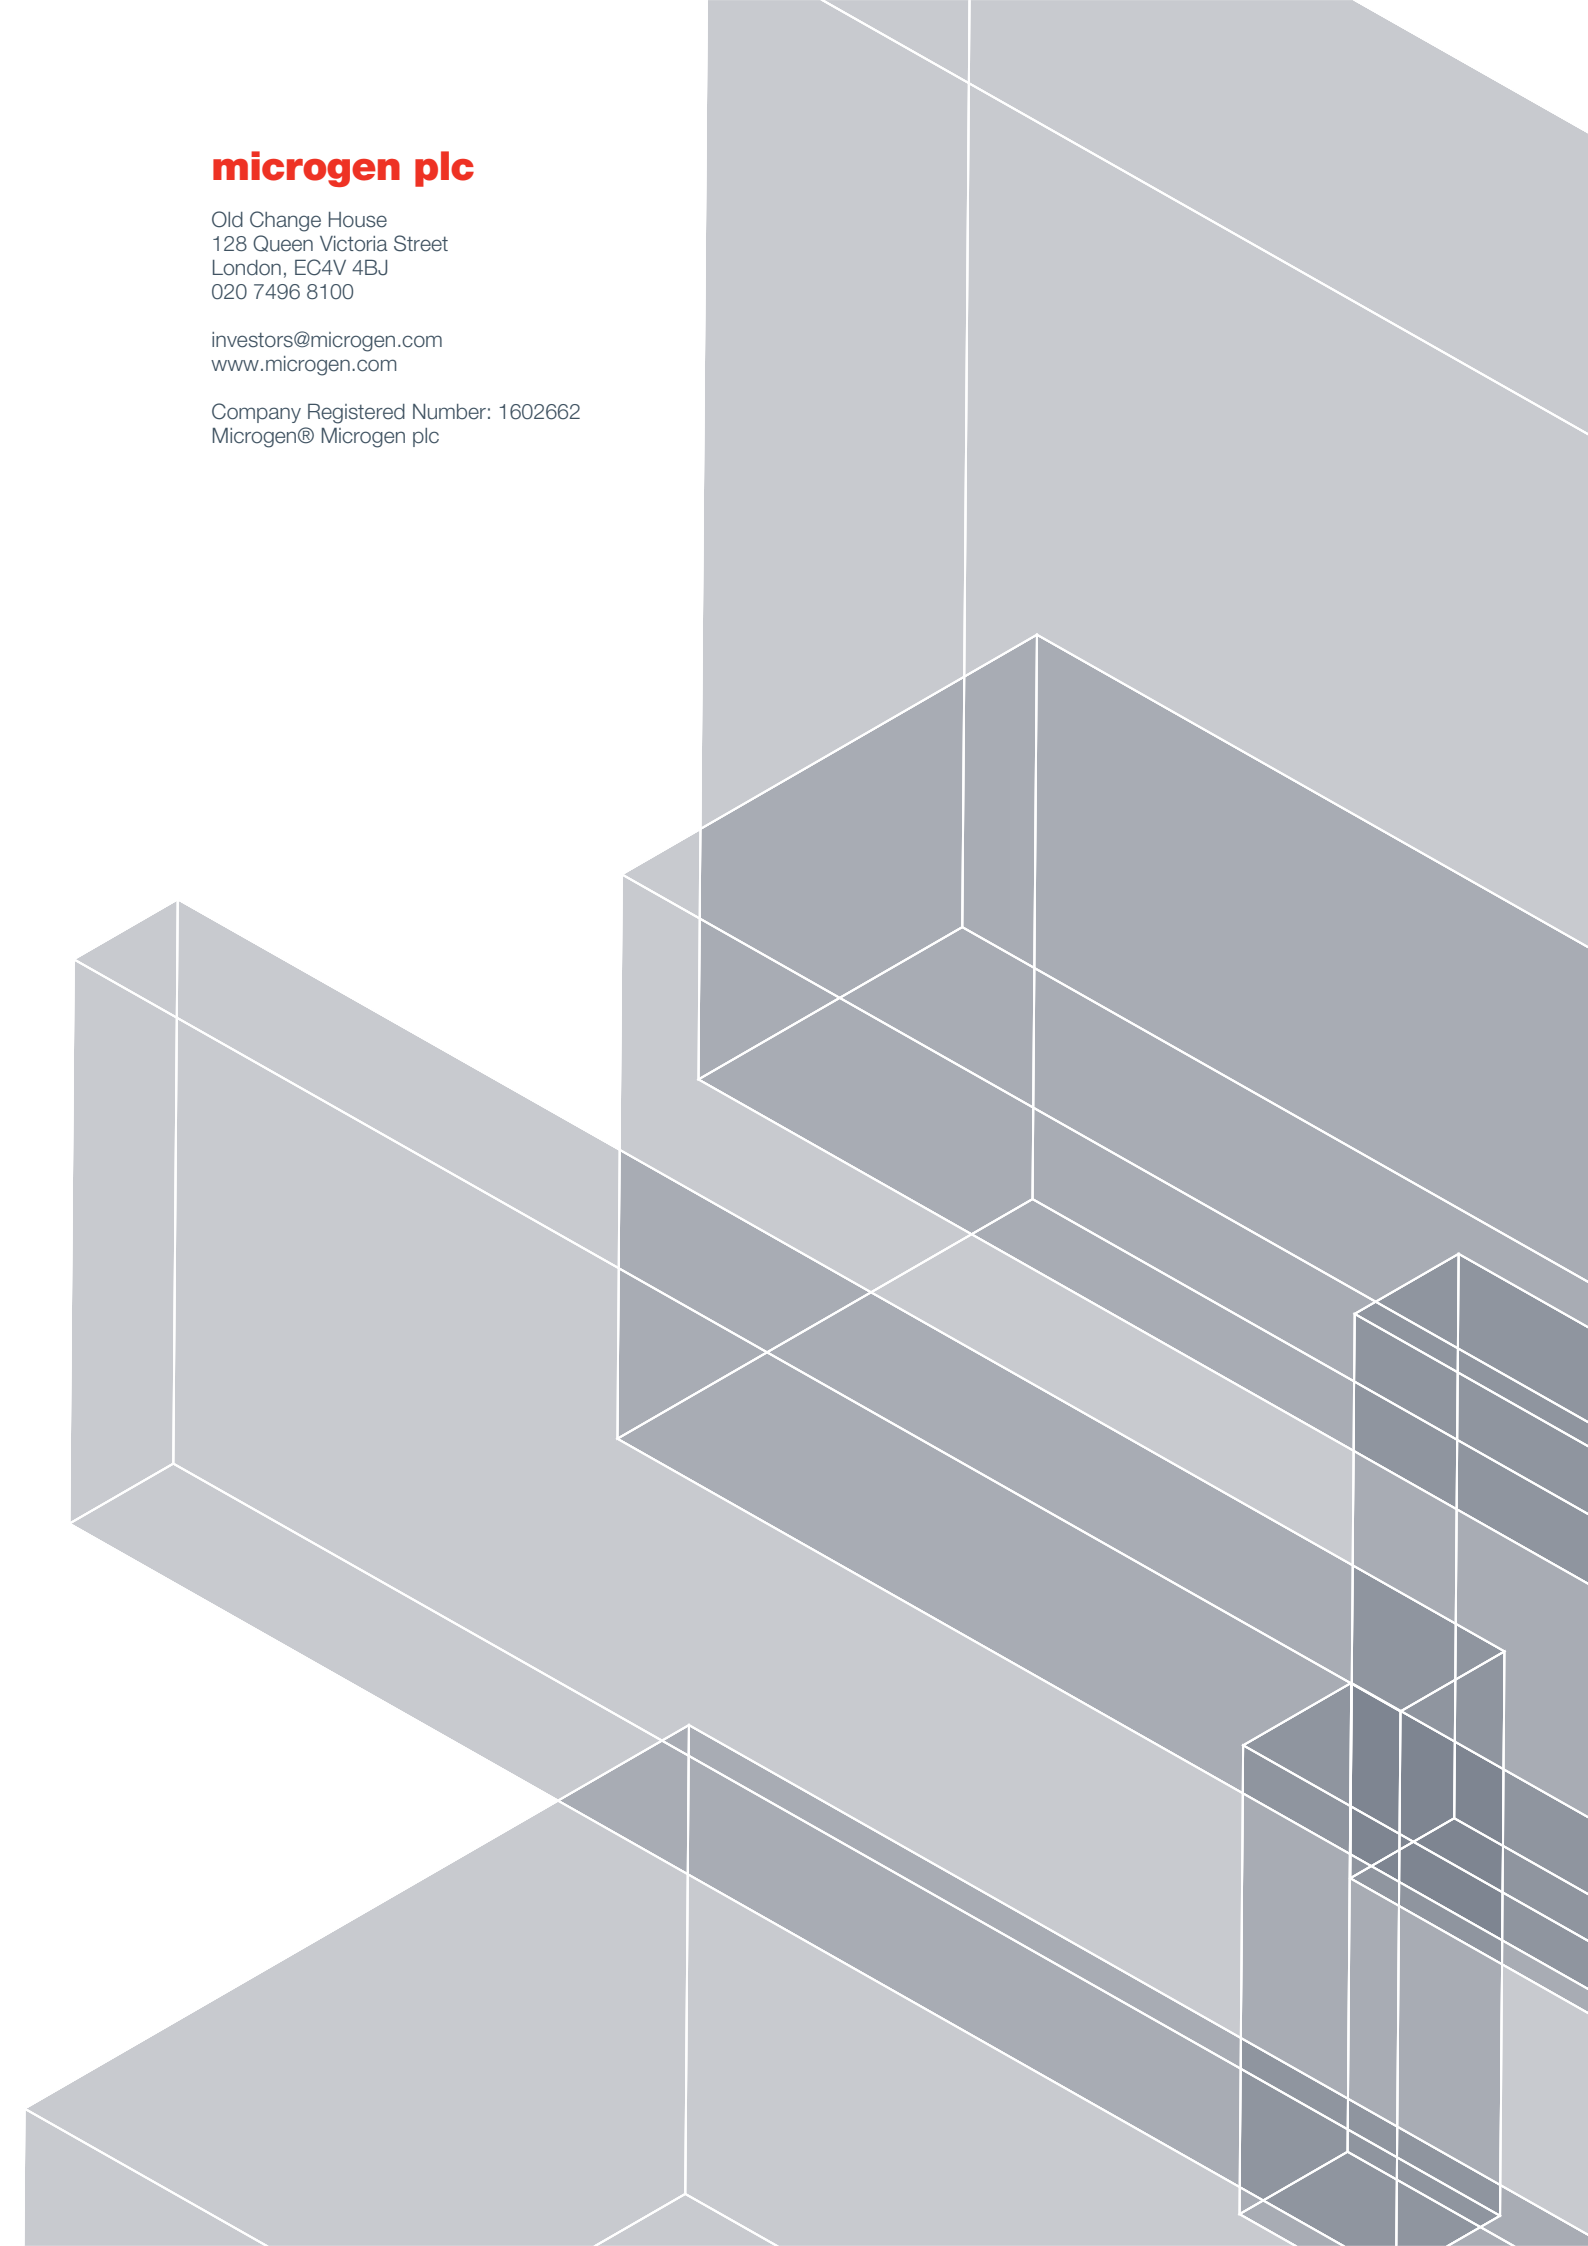 microgen plc
Old Change House
128 Queen Victoria Street
London, EC4V 4BJ
020 7496 8100
investors@microgen.com
www.microgen.com
Company Registered Number: 1602662
Microgen® Microgen plc